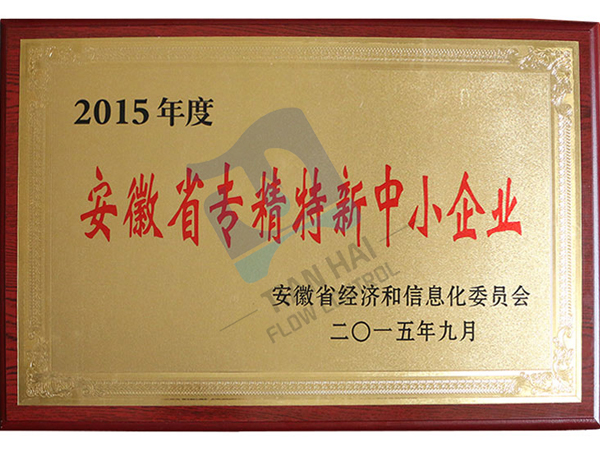 2015年度
安徽省专精特新中小企业
TIAN HAI
FLOW CONTROL
安徽省经济和信息化委员会
二〇一五年九月